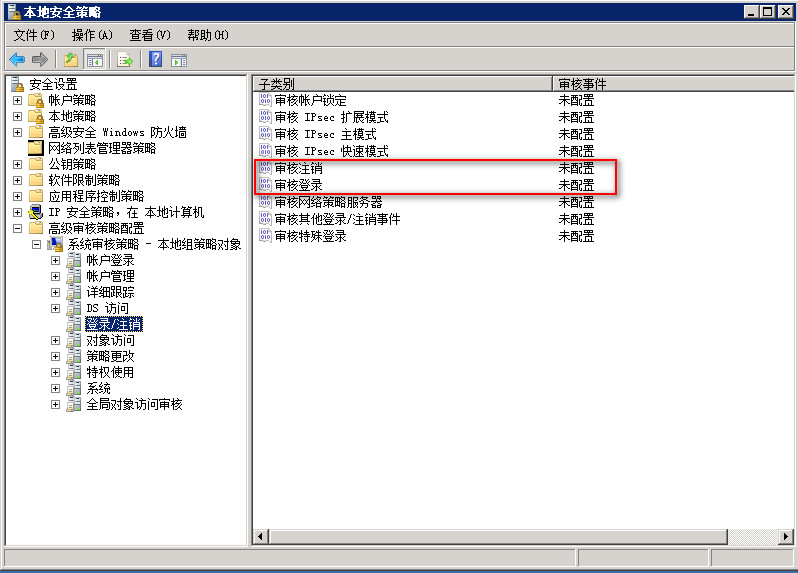 本地安全策略
文件(F) 操作(A) 查看(V) 帮助(H)
安全设置
帐户策略
本地策略
高级安全 Windows 防火墙
网络列表管理器策略
公钥策略
软件限制策略
应用程序控制策略
IP 安全策略，在 本地计算机
高级审核策略配置
系统审核策略 - 本地组策略对象
帐户登录
帐户管理
详细跟踪
DS 访问
登录/注销
对象访问
策略更改
特权使用
系统
全局对象访问审核
子类别 审核事件
审核帐户锁定 未配置
审核 IPsec 扩展模式 未配置
审核 IPsec 主模式 未配置
审核 IPsec 快速模式 未配置
审核注销 未配置
审核登录 未配置
审核网络策略服务器 未配置
审核其他登录/注销事件 未配置
审核特殊登录 未配置